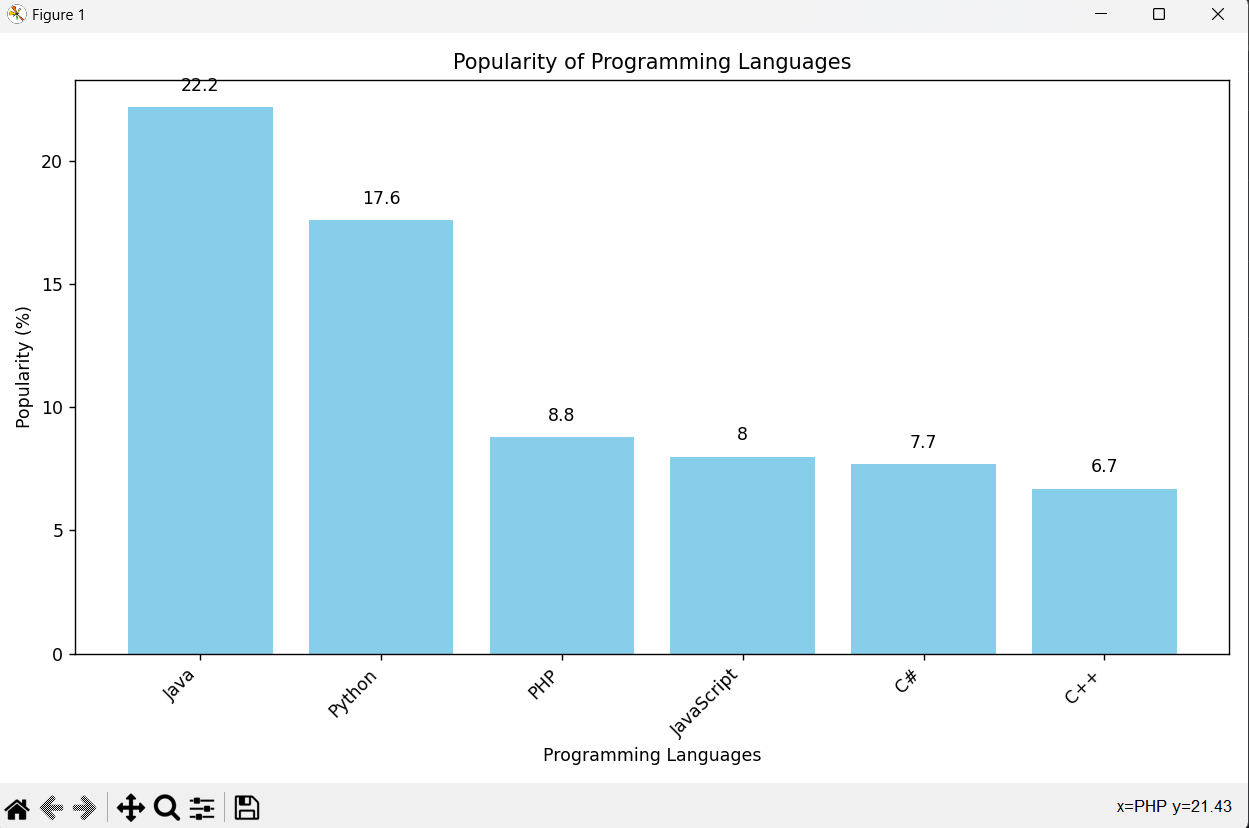 Figure 1
Popularity of Programming Languages
22.2
17.6
8.8
8
7.7
6.7
20
15
10
5
0
Popularity (%)
Java
Python
PHP
JavaScript
C#
C++
Programming Languages
x=PHP y=21.43